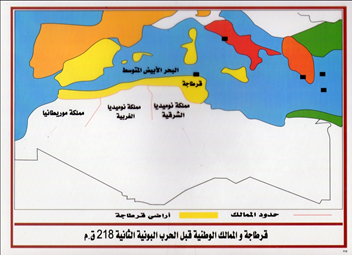 البحر الأبيض المتوسط
قرطاجة
مملكة نوميديا
الشرقية
مملكة نوميديا
الغربية
مملكة موريطانيا
حدود الممالك
أراضي قرطاجة
قرطاجة و الممالك الوطنية قبل الحرب البونية الثانية 218 ق.م